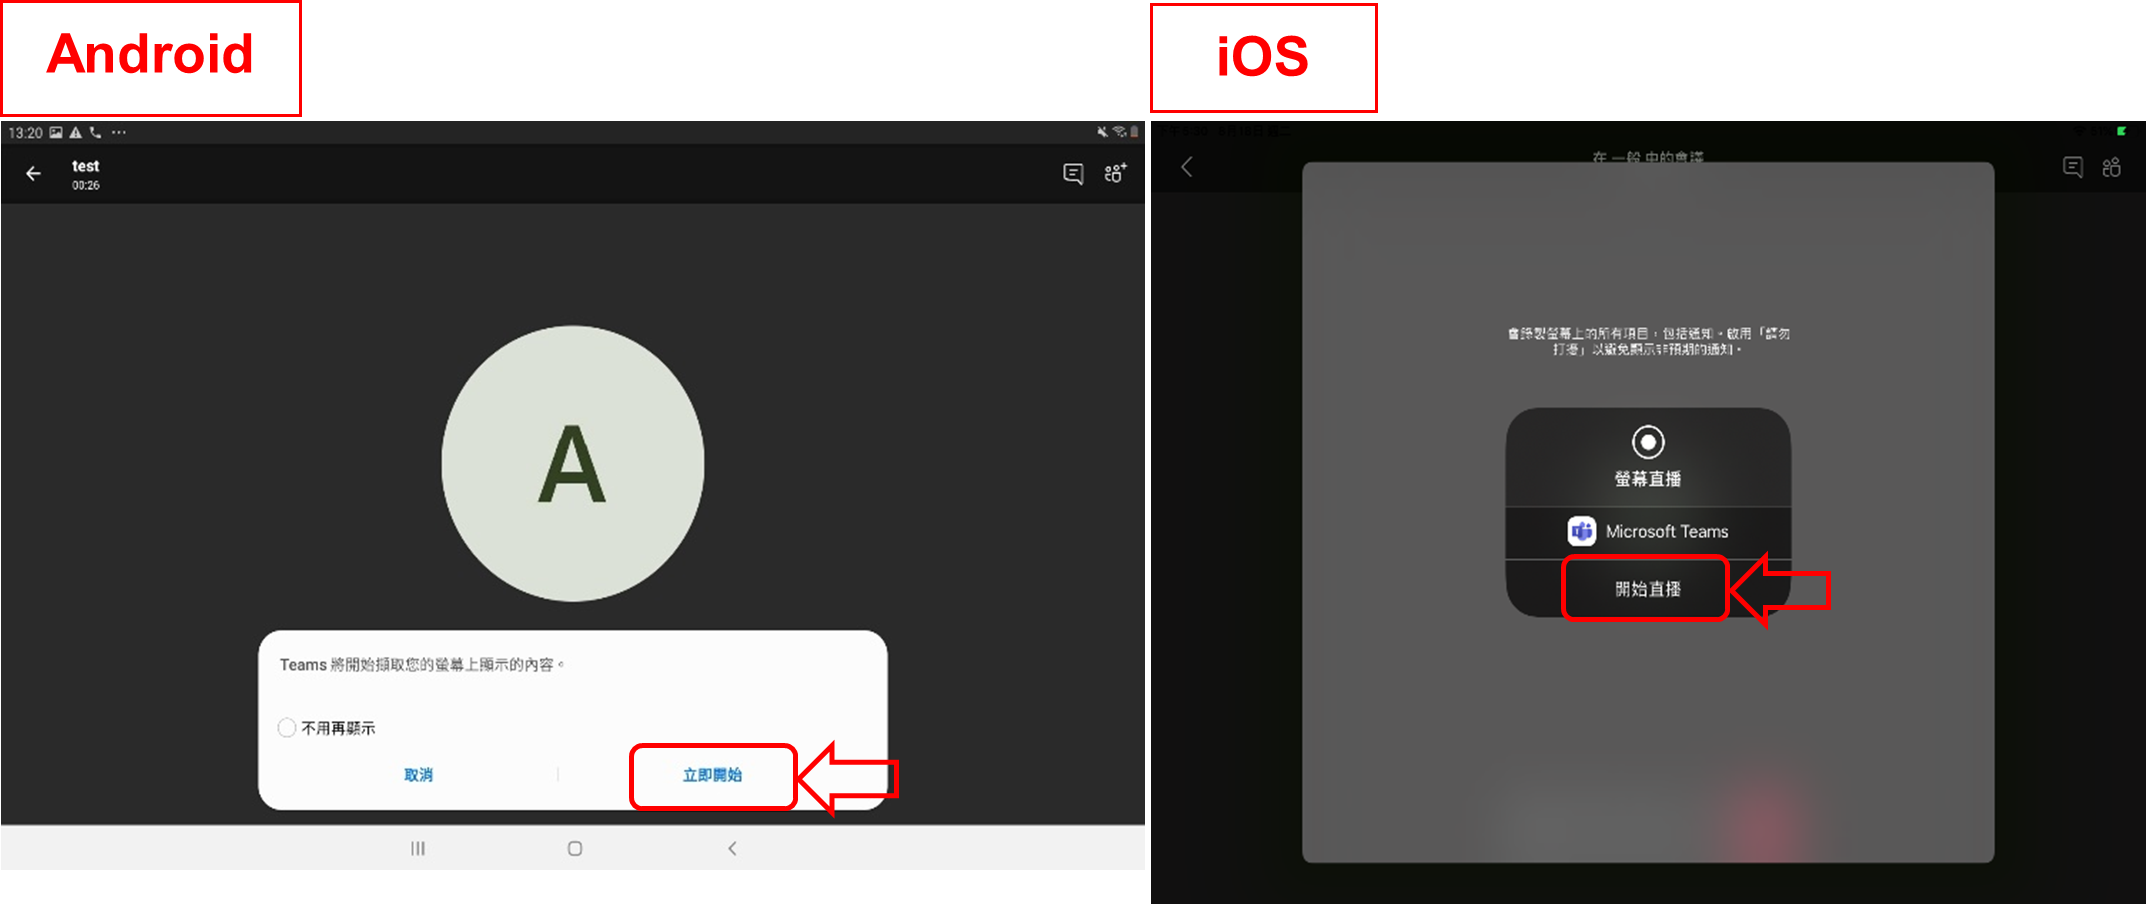 Android
13:20
test
00:26
A
Teams 將開始擷取您的螢幕上顯示的內容。
不用再顯示
取消
立即開始
iOS
在 一般 中的會議
會錄製螢幕上的所有項目，包括通知。啟用「請勿
打擾」以避免顯示非預期的通知。
螢幕直播
Microsoft Teams
開始直播